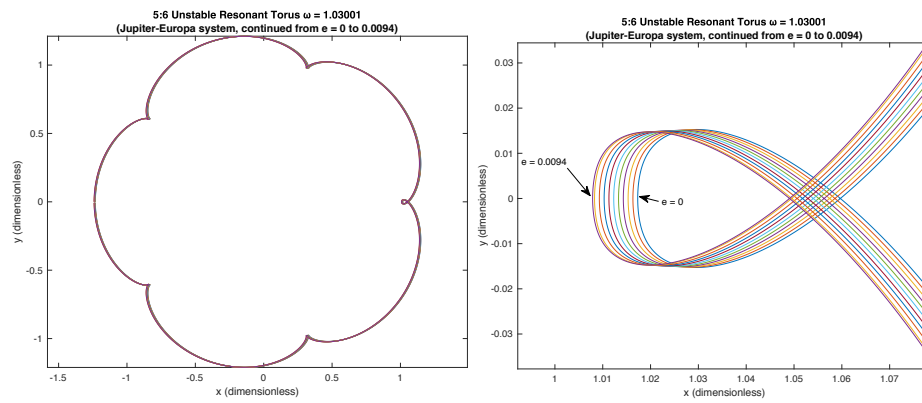 5:6 Unstable Resonant Torus ω = 1.03001
(Jupiter-Europa system, continued from e = 0 to 0.0094)
1
0.5
0
-0.5
-1
y (dimensionless)
-1.5
-1
-0.5
0
0.5
1
x (dimensionless)
5:6 Unstable Resonant Torus ω = 1.03001
(Jupiter-Europa system, continued from e = 0 to 0.0094)
0.03
0.02
0.01
0
-0.01
-0.02
-0.03
y (dimensionless)
e = 0.0094
e = 0
1
1.01
1.02
1.03
1.04
1.05
1.06
1.07
x (dimensionless)